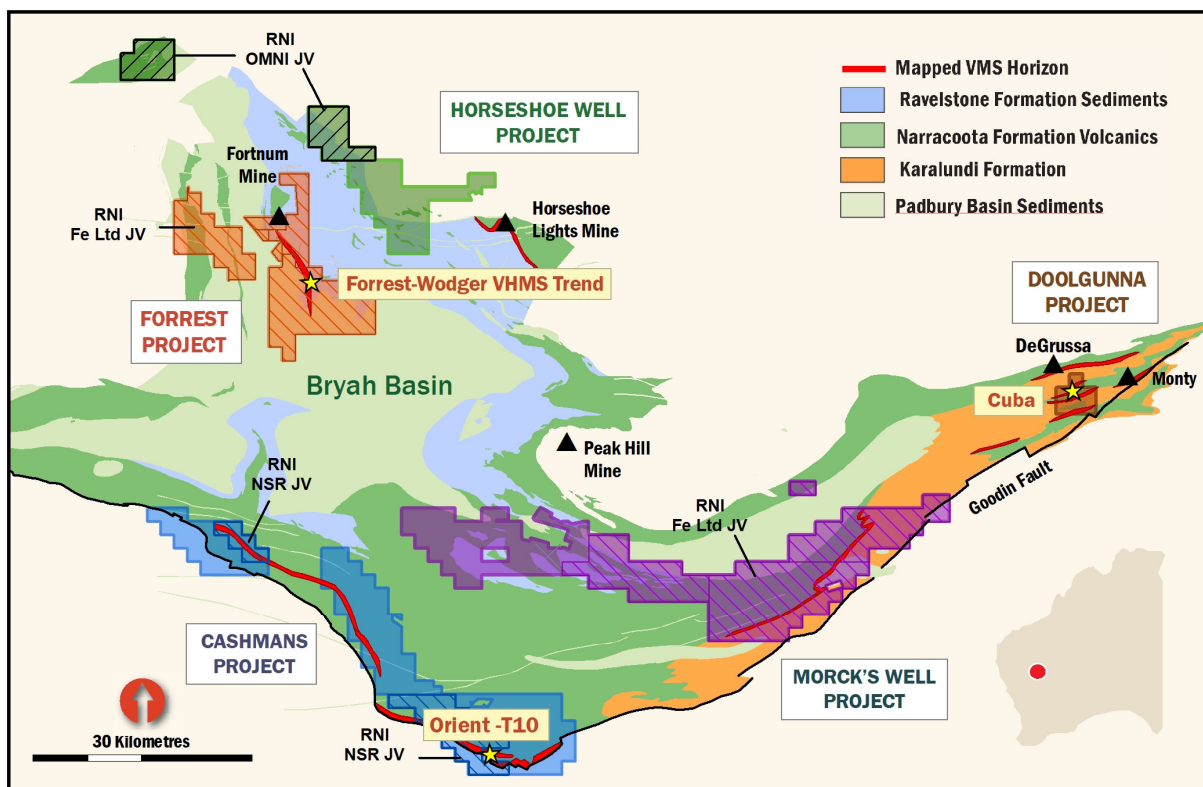 RNI
OMNI JV
HORSESHOE WELL
PROJECT
Mapped VMS Horizon
Ravelstone Formation Sediments
Narracoota Formation Volcanics
Karalundi Formation
Padbury Basin Sediments
Fortnum
Mine
RNI
Fe Ltd JV
Horseshoe
Lights Mine
Forrest-Wodger VHMS Trend
FORREST
PROJECT
DOOLGUNNA
PROJECT
DeGrussa
Monty
Cuba
Bryah Basin
Peak Hill
Mine
Goodin Fault
RNI
NSR JV
RNI
Fe Ltd JV
CASHMANS
PROJECT
MORCK'S WELL
PROJECT
Orient -T10
RNI
NSR JV
30 Kilometres